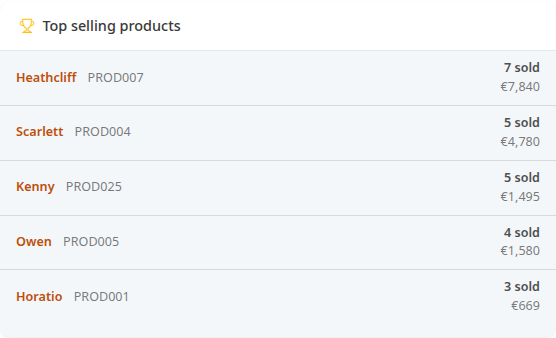 Top selling products
Heathcliff PROD007
7 sold
€7,840
Scarlett PROD004
5 sold
€4,780
Kenny PROD025
5 sold
€1,495
Owen PROD005
4 sold
€1,580
Horatio PROD001
3 sold
€669